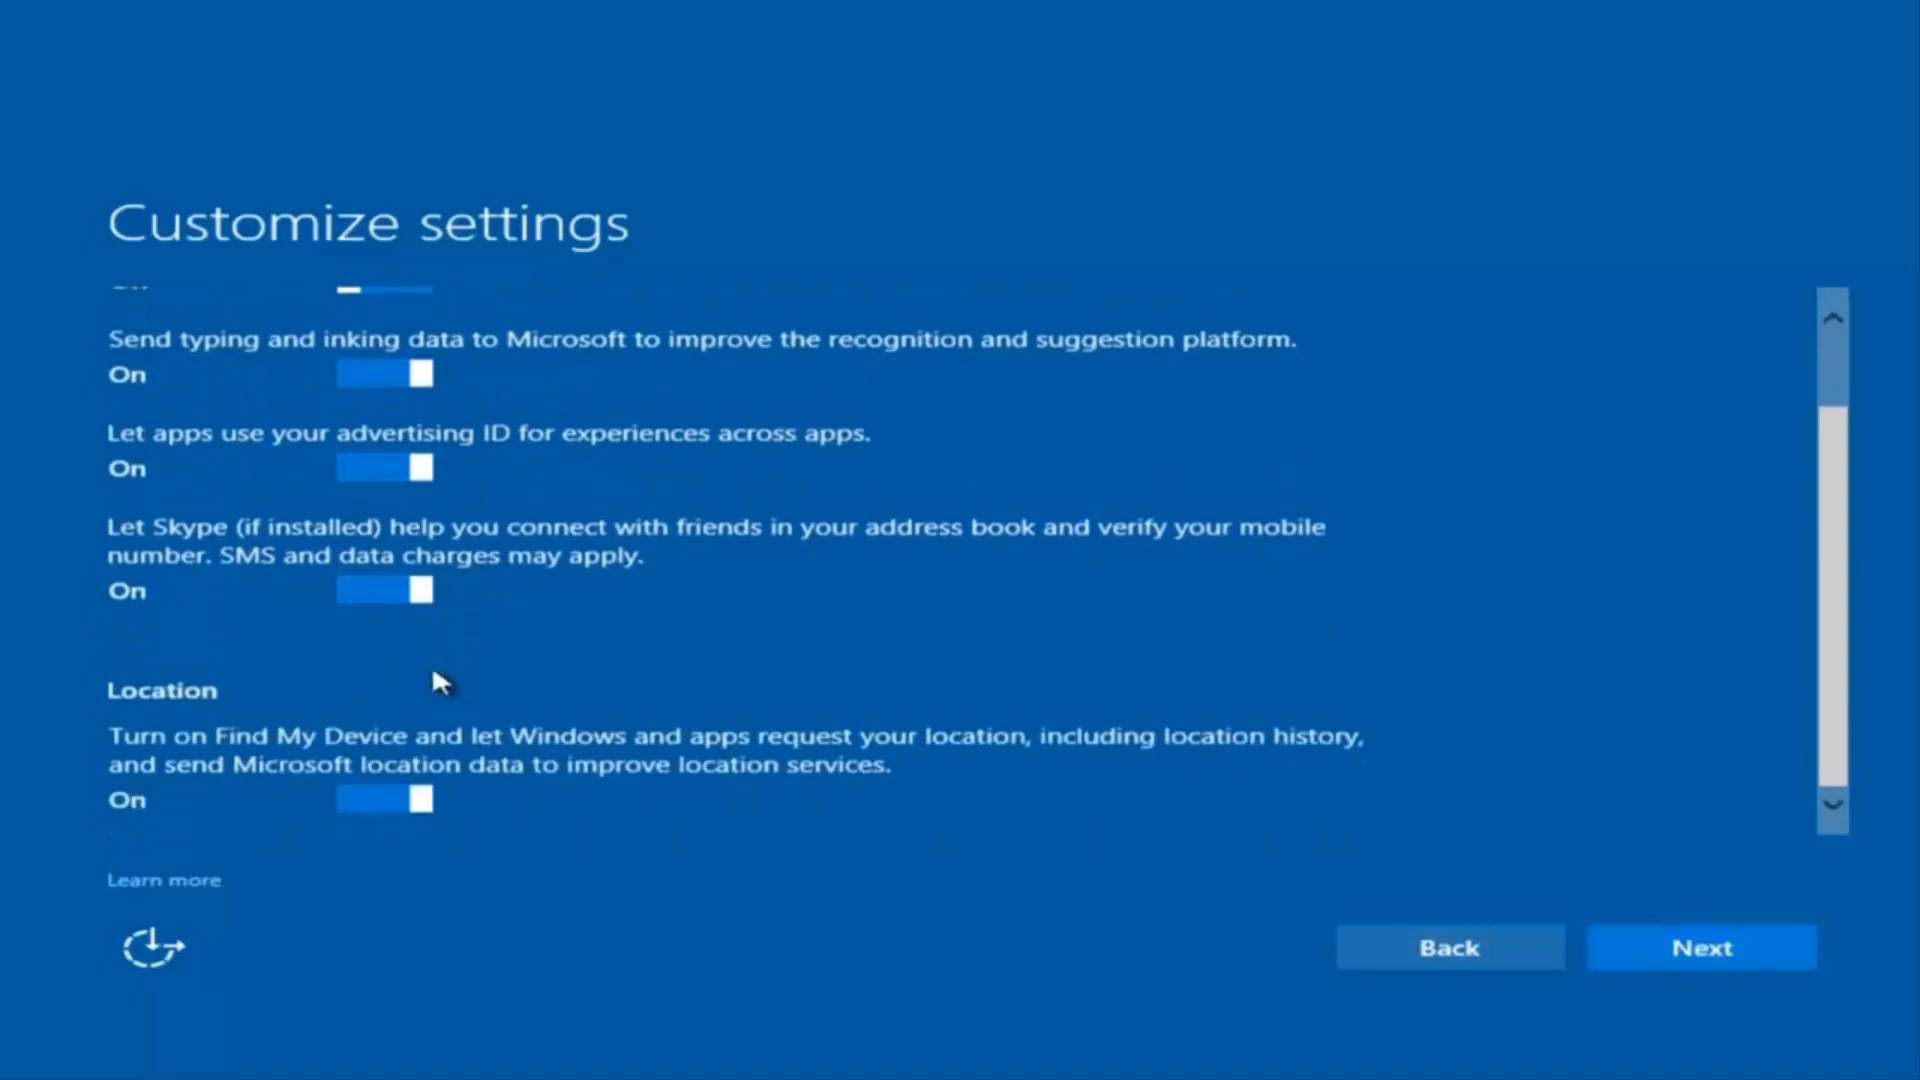 Customize settings
Send typing and inking data to Microsoft to improve the recognition and suggestion platform.
On
Let apps use your advertising ID for experiences across apps.
On
Let Skype (if installed) help you connect with friends in your address book and verify your mobile
number. SMS and data charges may apply.
On
Location
Turn on Find My Device and let Windows and apps request your location, including location history,
and send Microsoft location data to improve location services.
On
Learn more
Back
Next